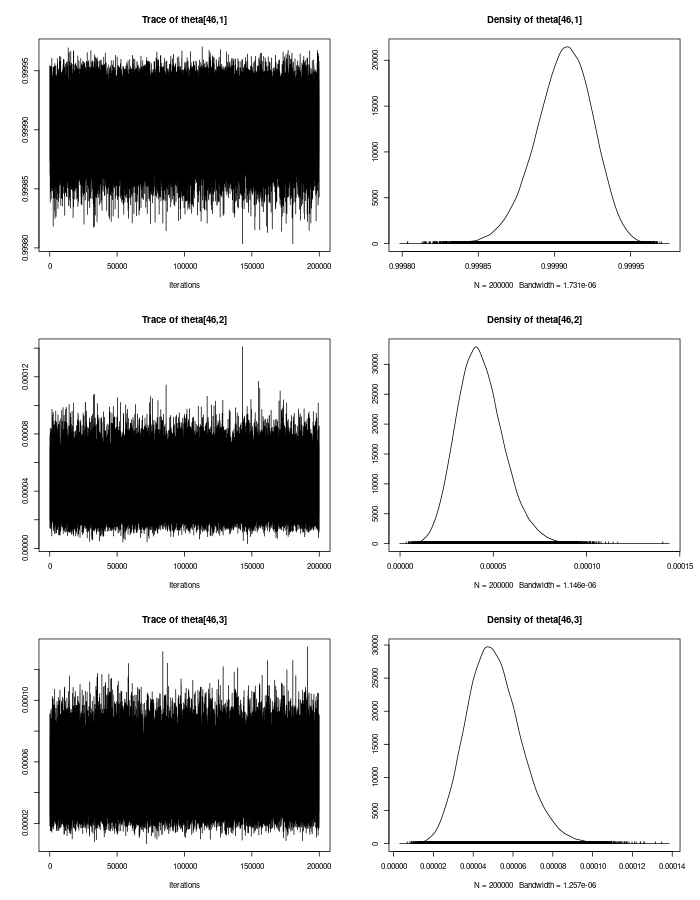 Trace of theta[46,1]
0.99980 0.99985 0.99990 0.99995
0 50000 100000 150000 200000
Iterations
Density of theta[46,1]
0 5000 10000 15000 20000
0.99980 0.99985 0.99990 0.99995
N = 200000 Bandwidth = 1.731e-06
Trace of theta[46,2]
0.00000 0.00004 0.00008 0.00012
0 50000 100000 150000 200000
Iterations
Density of theta[46,2]
0 5000 10000 15000 20000 25000 30000
0.00000 0.00005 0.00010 0.00015
N = 200000 Bandwidth = 1.146e-06
Trace of theta[46,3]
0.00002 0.00006 0.00010
0 50000 100000 150000 200000
Iterations
Density of theta[46,3]
0 5000 10000 15000 20000 25000 30000
0.00000 0.00002 0.00004 0.00006 0.00008 0.00010 0.00012 0.00014
N = 200000 Bandwidth = 1.257e-06